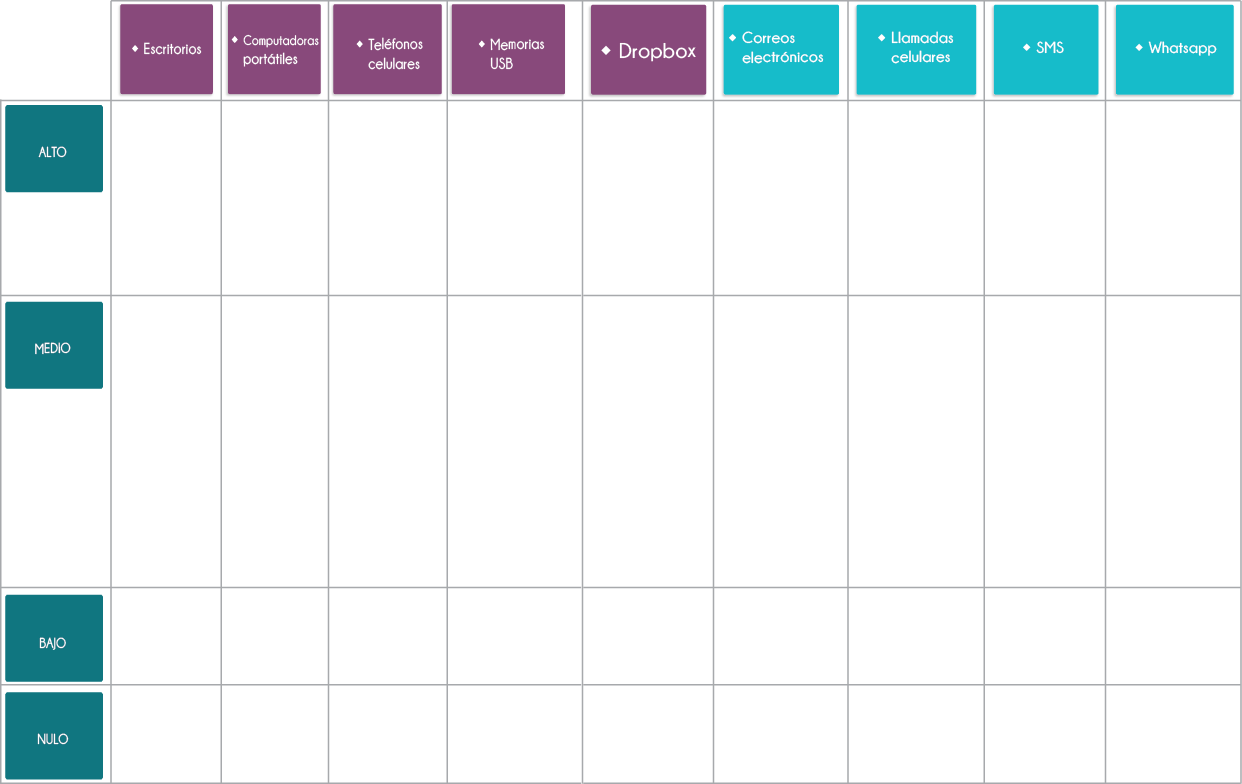 ◆ Escritorios
◆ Computadoras
portátiles
◆ Teléfonos
celulares
◆ Memorias
USB
◆ Dropbox
◆ Correos
electrónicos
◆ Llamadas
celulares
◆ SMS
◆ Whatsapp
ALTO
MEDIO
BAJO
NULO